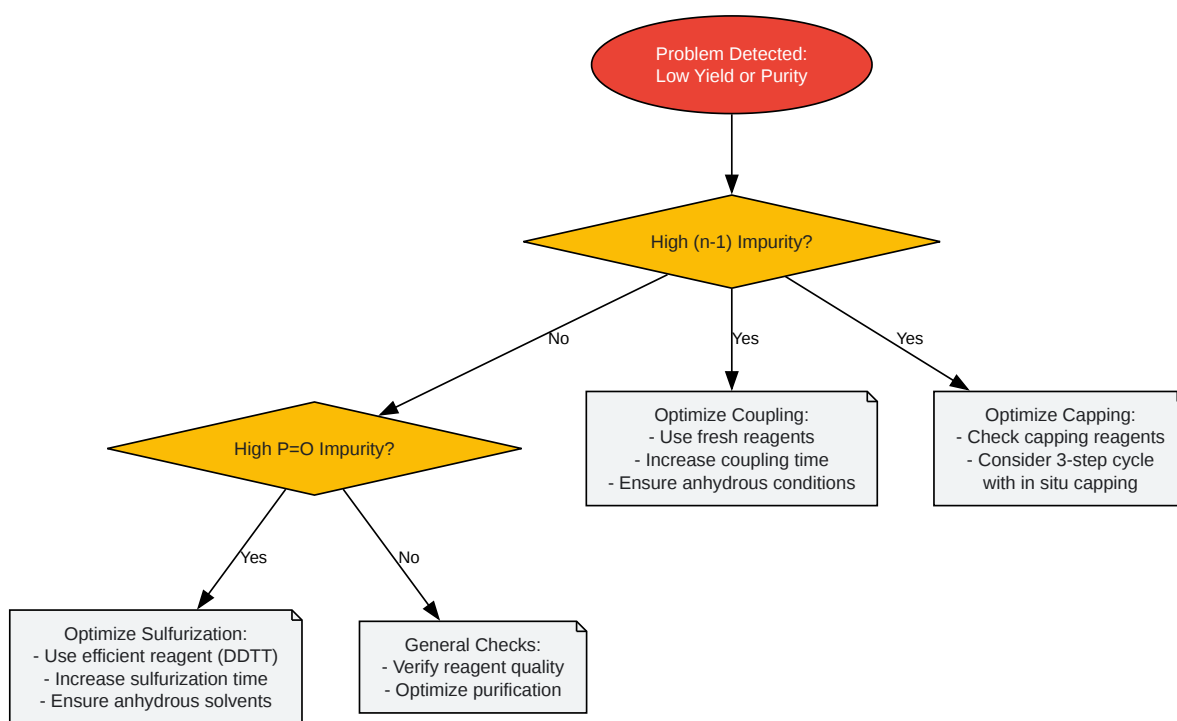 Problem Detected:
Low Yield or Purity
High (n-1) Impurity?
No
Yes
Yes
Optimize Coupling:
- Use fresh reagents
- Increase coupling time
- Ensure anhydrous conditions
Optimize Capping:
- Check capping reagents
- Consider 3-step cycle
with in situ capping
High P=O Impurity?
Yes
No
Optimize Sulfurization:
- Use efficient reagent (DDTT)
- Increase sulfurization time
- Ensure anhydrous solvents
General Checks:
- Verify reagent quality
- Optimize purification